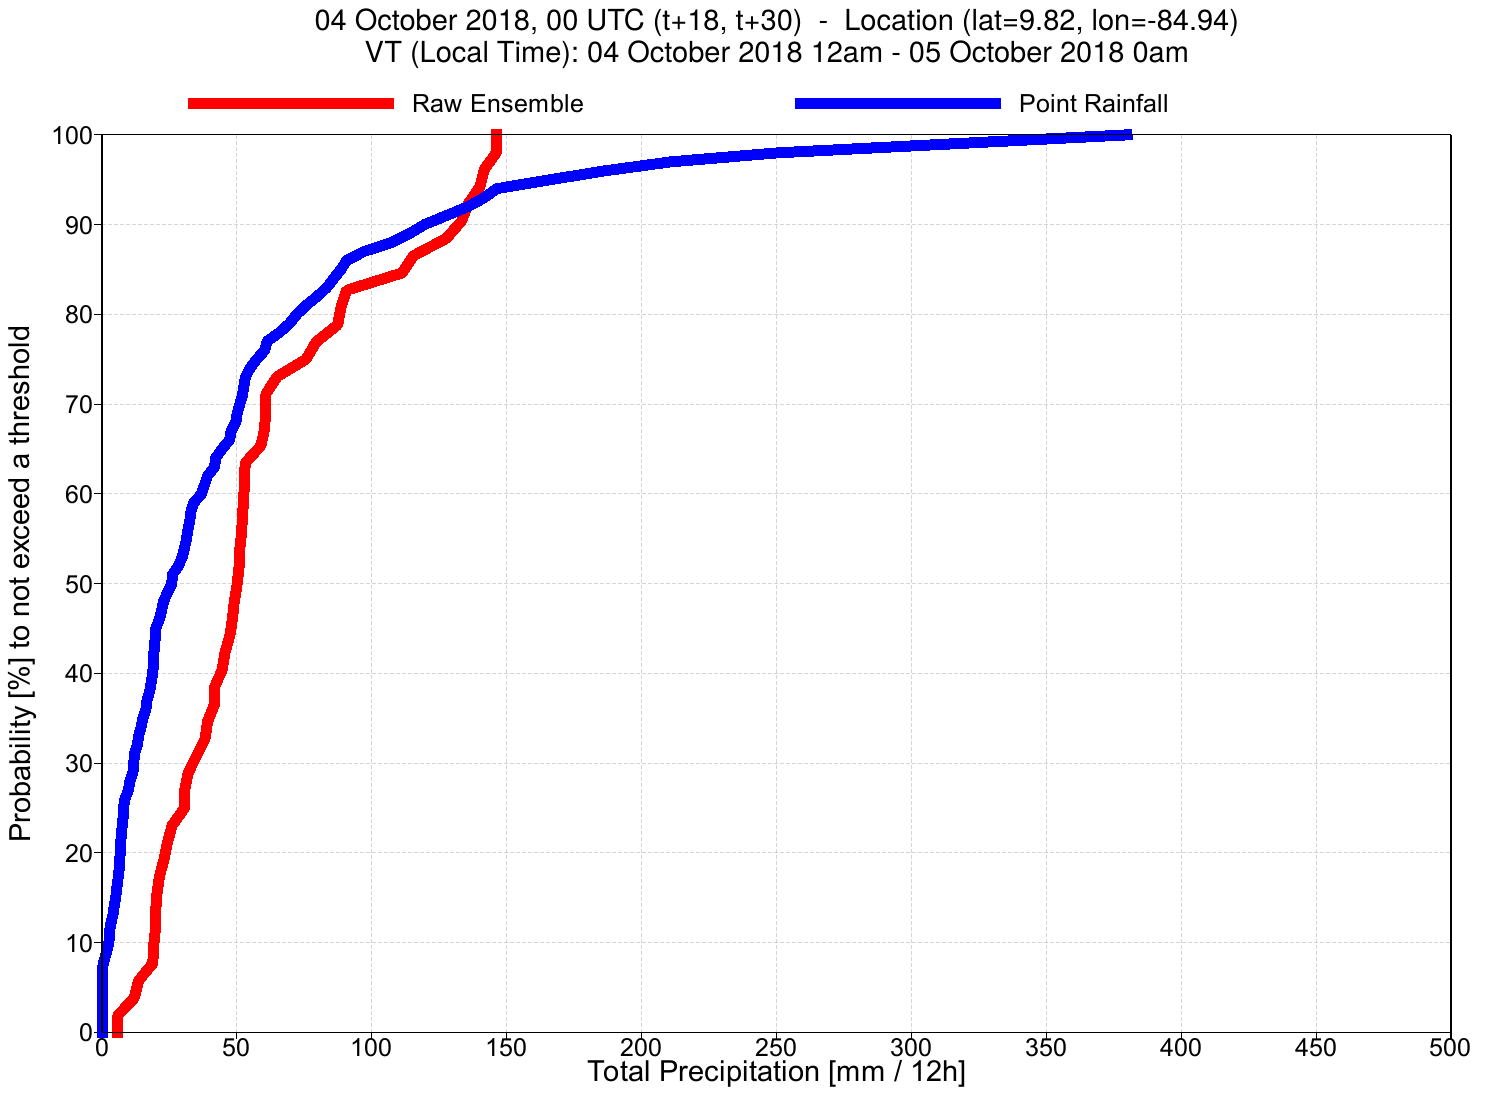 04 October 2018, 00 UTC (t+18, t+30)  -  Location (lat=9.82, lon=-84.94)
VT (Local Time): 04 October 2018 12am - 05 October 2018 0am
Raw Ensemble
Point Rainfall
Probability [%] to not exceed a threshold
100
90
80
70
60
50
40
30
20
10
0
0 50 100 150 200 250 300 350 400 450 500
Total Precipitation [mm / 12h]